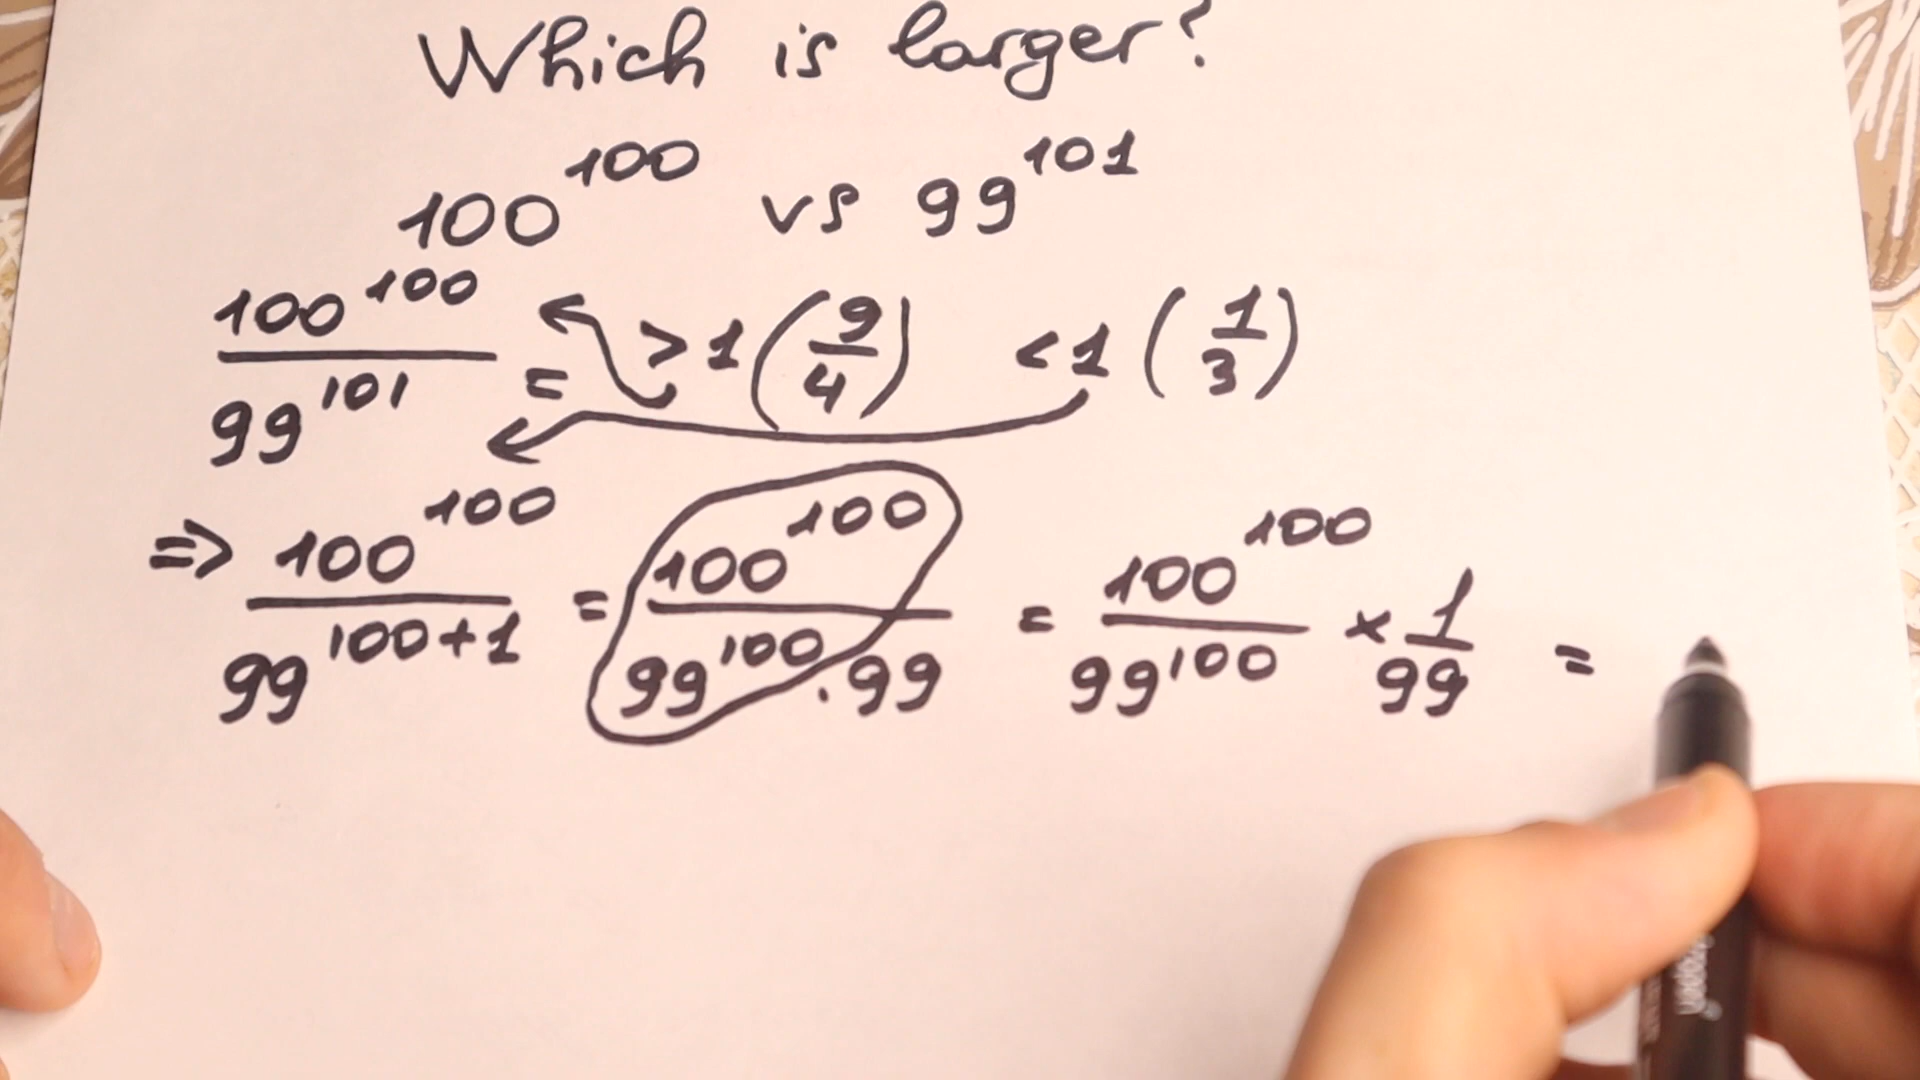 Which is larger?
100^100 vs 99^101
100^100 / 99^101 = > 1 (9/4) < 1 (1/3)
=> 100^100 / 99^100+1 = 100^100 / 99^100 · 99 = 100^100 / 99^100 × 1/99 =